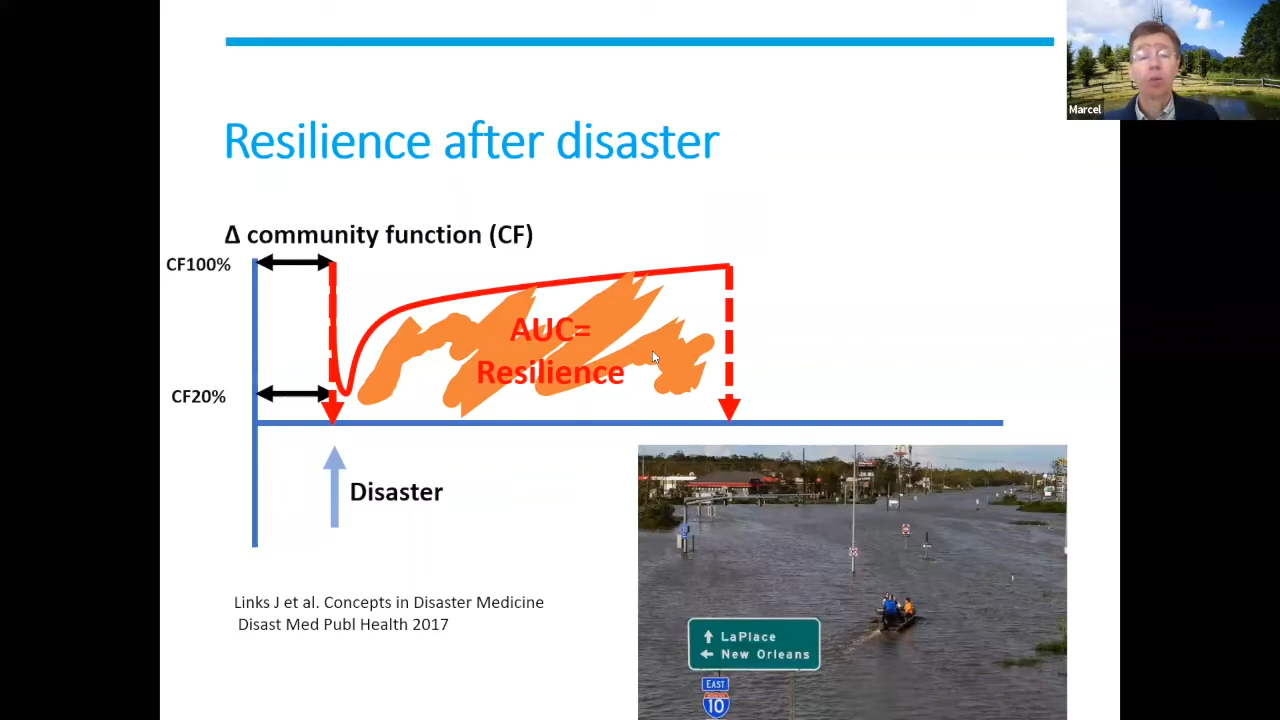 Marcel
Resilience after disaster
Δ community function (CF)
CF100%
AUC=
Resilience
CF20%
Disaster
Links J et al. Concepts in Disaster Medicine
Disast Med Publ Health 2017
LaPlace
New Orleans
EAST
10